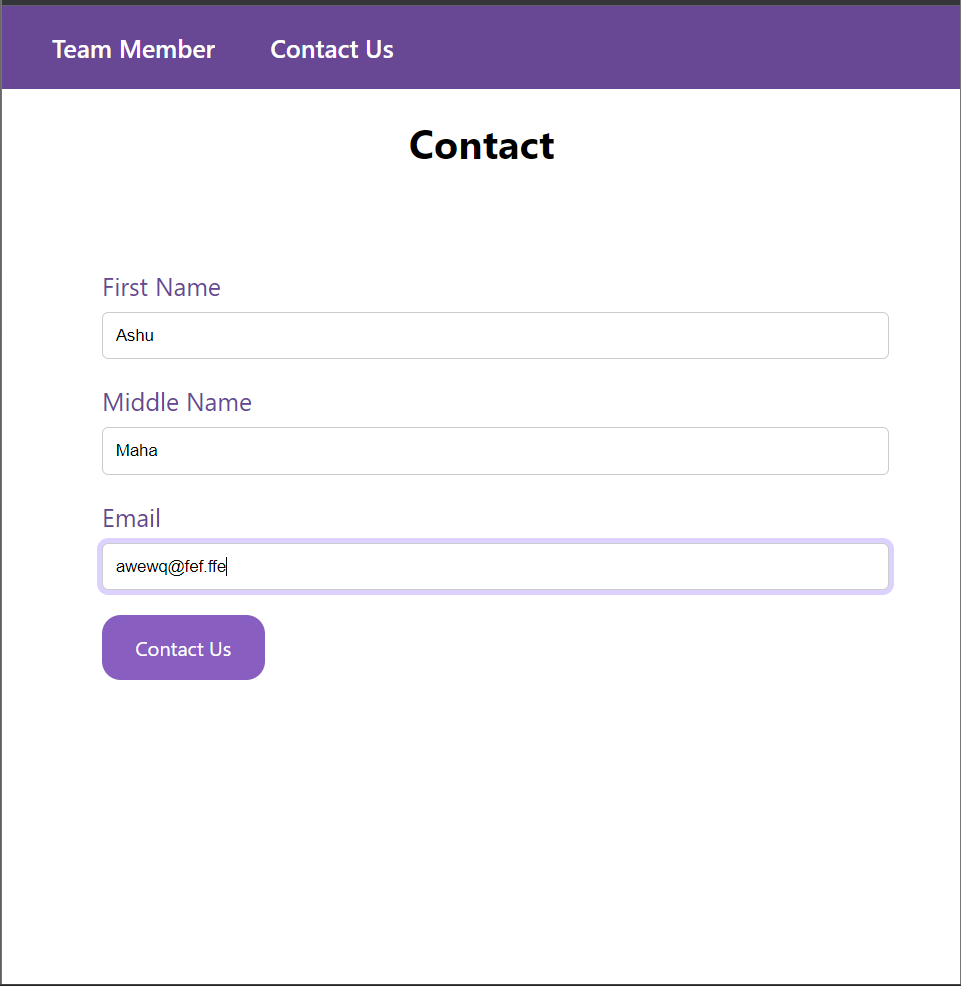 Team Member Contact Us
Contact
First Name
Ashu
Middle Name
Maha
Email
awewq@fef.ffe
Contact Us